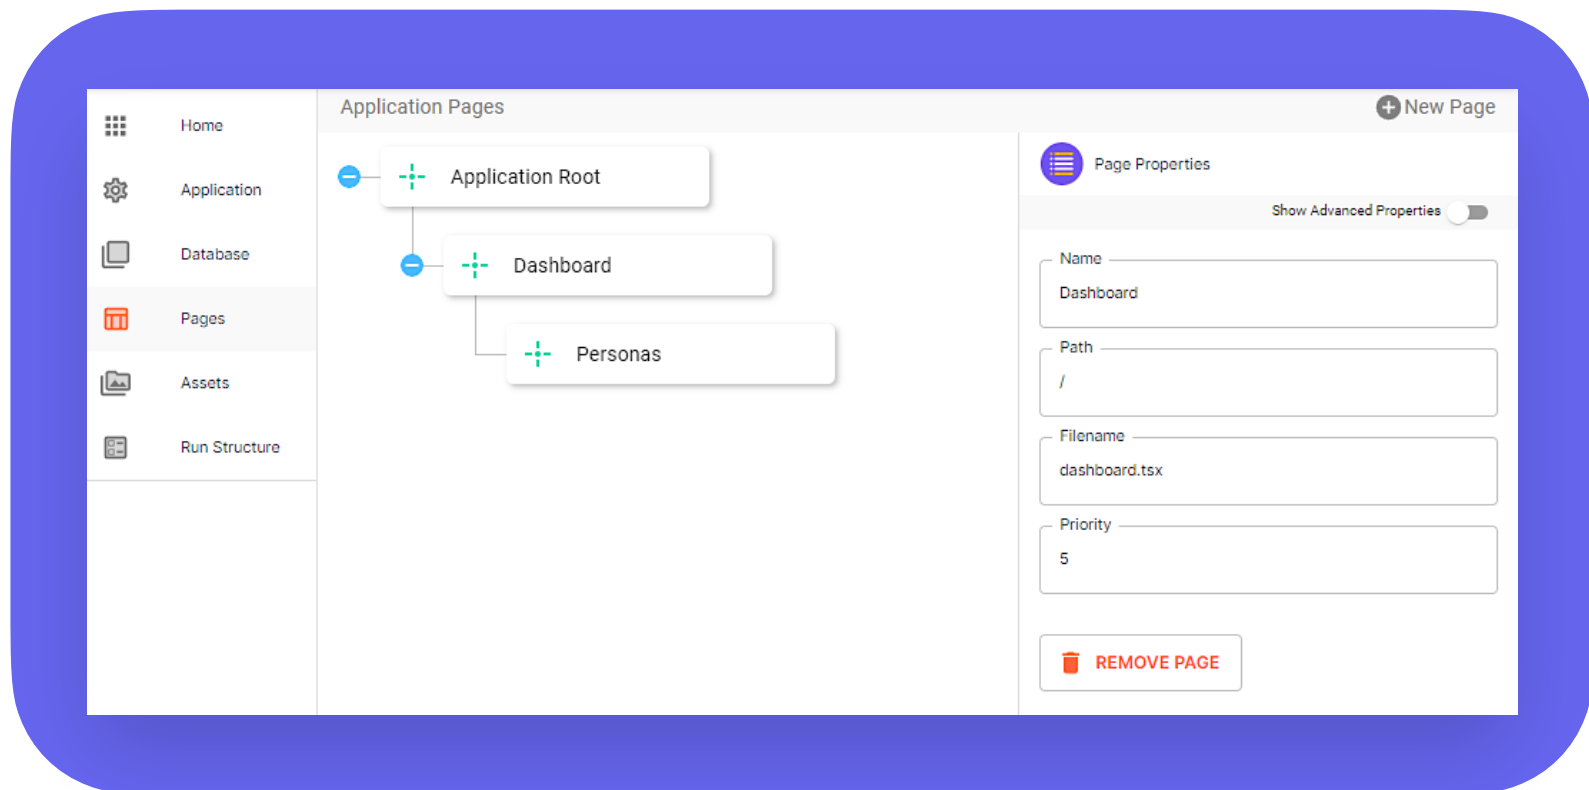 Home
Application
Database
Pages
Assets
Run Structure
Application Pages
New Page
Application Root
Dashboard
Personas
Page Properties
Show Advanced Properties
Name
Dashboard
Path
/
Filename
dashboard.tsx
Priority
5
REMOVE PAGE